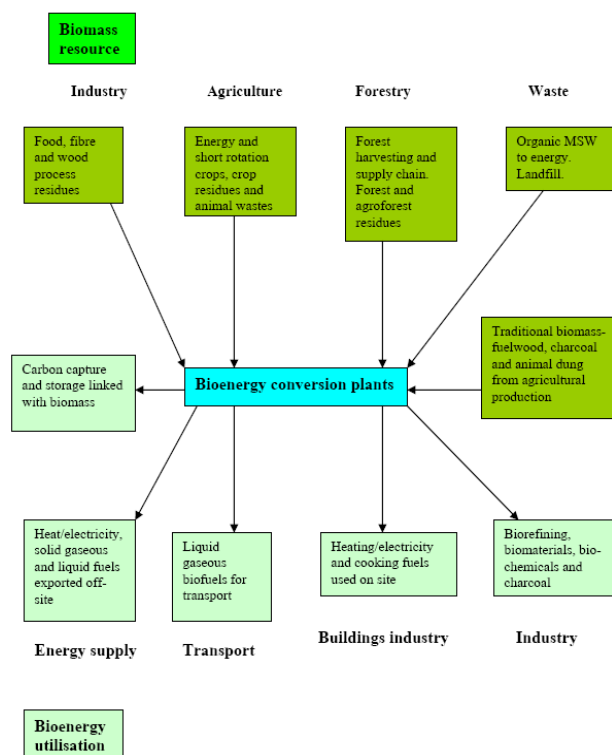 Biomass
resource
Industry
Agriculture
Forestry
Waste
Food, fibre
and wood
process
residues
Energy and
short rotation
crops, crop
residues and
animal wastes
Forest
harvesting and
supply chain.
Forest and
agroforest
residues
Organic MSW
to energy.
Landfill.
Carbon capture
and storage linked
with biomass
Bioenergy conversion plants
Traditional biomass-
fuelwood, charcoal
and animal dung
from agricultural
production
Heat/electricity,
solid gaseous
and liquid fuels
exported off-
site
Liquid
gaseous
biofuels for
transport
Heating/electricity
and cooking fuels
used on site
Biorefining,
biomaterials, bio-
chemicals and
charcoal
Energy supply
Transport
Buildings industry
Industry
Bioenergy
utilisation